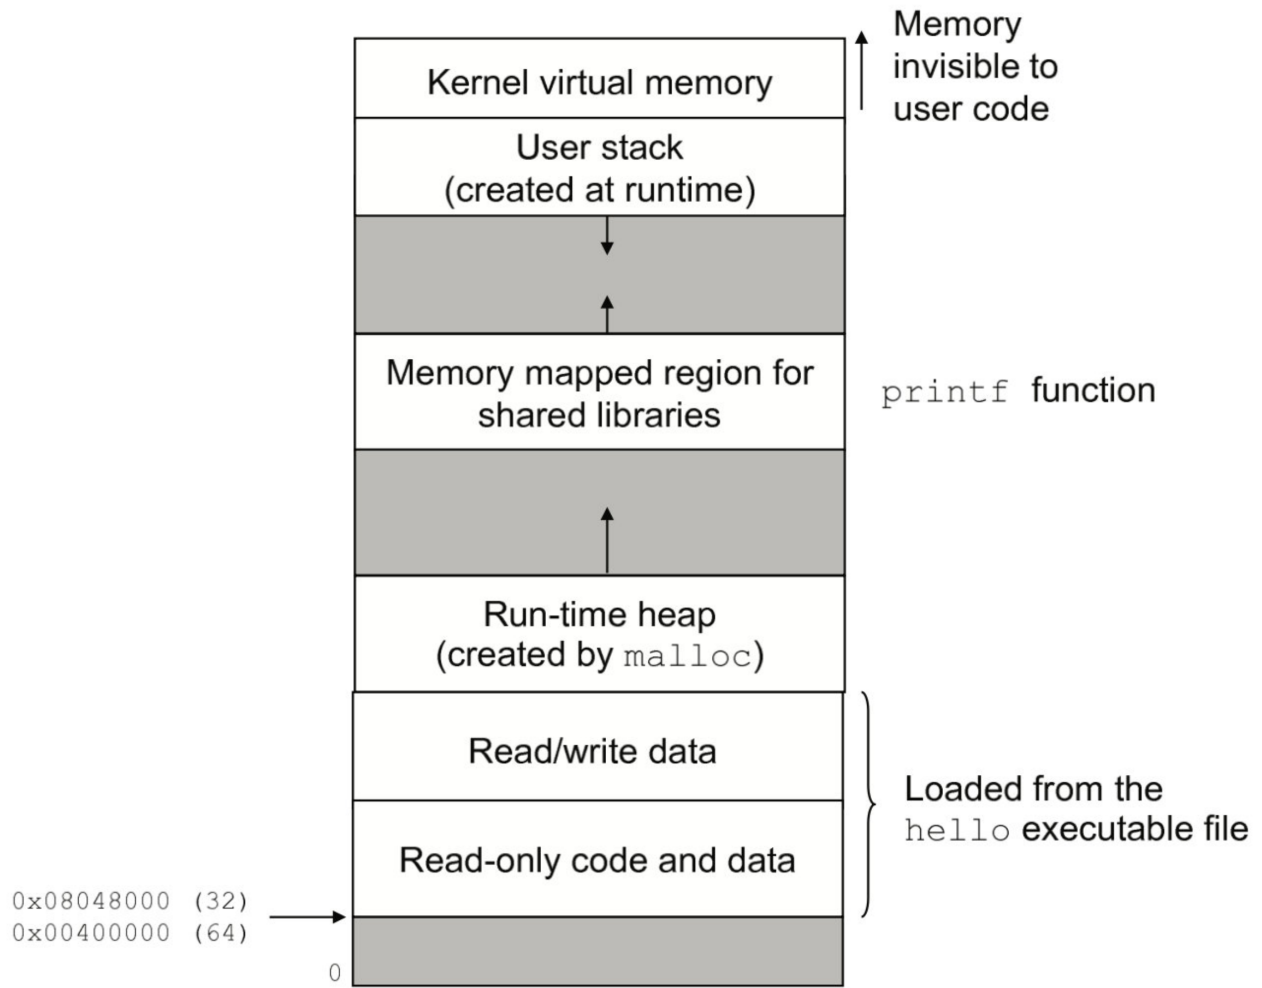 Memory
invisible to
user code
Kernel virtual memory
User stack
(created at runtime)
Memory mapped region for
shared libraries
printf function
Run-time heap
(created by malloc)
Read/write data
Loaded from the
hello executable file
Read-only code and data
0x08048000 (32)
0x00400000 (64)
0